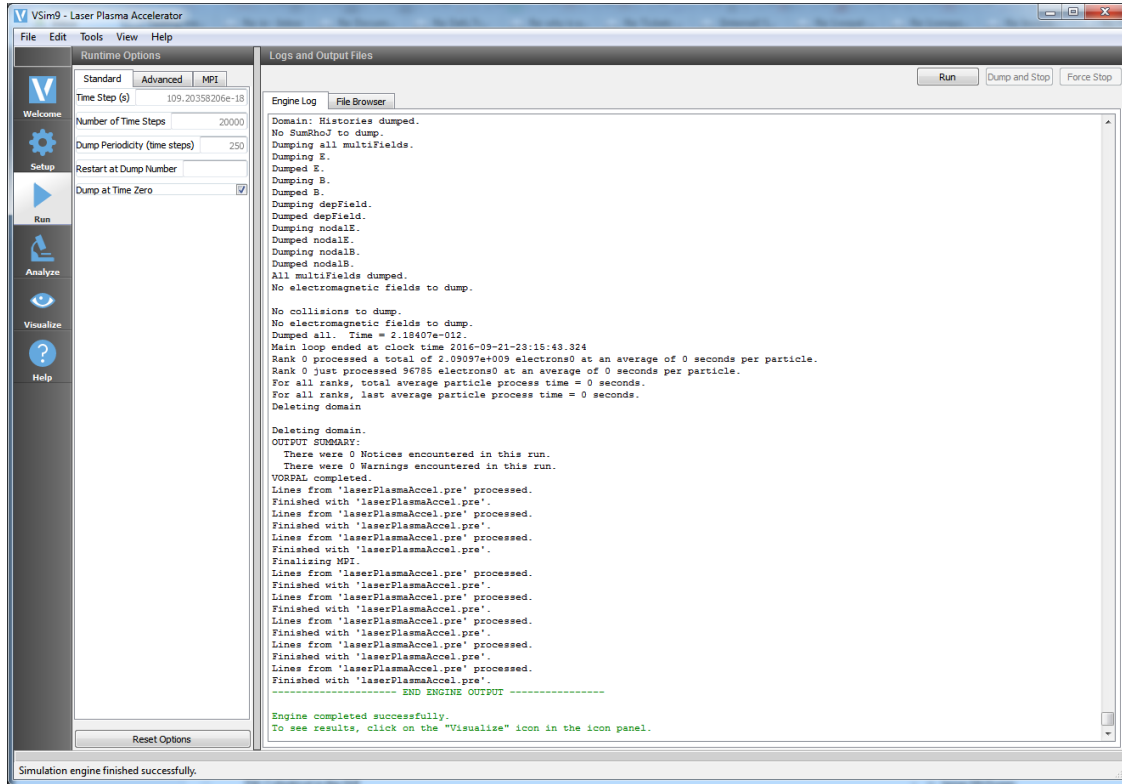 VSim9 - Laser Plasma Accelerator
File Edit Tools View Help
Runtime Options
Logs and Output Files
Run
Dump and Stop
Force Stop
Welcome
Setup
Run
Analyze
Visualize
Help
Standard
Advanced
MPI
Time Step (s) 109.20358206e-18
Number of Time Steps 20000
Dump Periodicity (time steps) 250
Restart at Dump Number
Dump at Time Zero
Reset Options
Engine Log
File Browser
Domain: Histories dumped.
No SumRhoJ to dump.
Dumping all multiFields.
Dumping E.
Dumped E.
Dumping B.
Dumped B.
Dumping depField.
Dumped depField.
Dumping nodalE.
Dumped nodalE.
Dumping nodalB.
Dumped nodalB.
All multiFields dumped.
No electromagnetic fields to dump.
No collisions to dump.
No electromagnetic fields to dump.
Dumped all.  Time = 2.18407e-012.
Main loop ended at clock time 2016-09-21-23:15:43.324
Rank 0 processed a total of 2.09097e+009 electrons0 at an average of 0 seconds per particle.
Rank 0 just processed 96785 electrons0 at an average of 0 seconds per particle.
For all ranks, total average particle process time = 0 seconds.
For all ranks, last average particle process time = 0 seconds.
Deleting domain
Deleting domain.
OUTPUT SUMMARY:
There were 0 Notices encountered in this run.
There were 0 Warnings encountered in this run.
VORPAL completed.
Lines from 'laserPlasmaAccel.pre' processed.
Finished with 'laserPlasmaAccel.pre'.
Lines from 'laserPlasmaAccel.pre' processed.
Finished with 'laserPlasmaAccel.pre'.
Lines from 'laserPlasmaAccel.pre' processed.
Finished with 'laserPlasmaAccel.pre'.
Finalizing MPI.
Lines from 'laserPlasmaAccel.pre' processed.
Finished with 'laserPlasmaAccel.pre'.
Lines from 'laserPlasmaAccel.pre' processed.
Finished with 'laserPlasmaAccel.pre'.
Lines from 'laserPlasmaAccel.pre' processed.
Finished with 'laserPlasmaAccel.pre'.
Lines from 'laserPlasmaAccel.pre' processed.
Finished with 'laserPlasmaAccel.pre'.
Lines from 'laserPlasmaAccel.pre' processed.
Finished with 'laserPlasmaAccel.pre'.
--------------------- END ENGINE OUTPUT ----------------
Engine completed successfully.
To see results, click on the "Visualize" icon in the icon panel.
Simulation engine finished successfully.